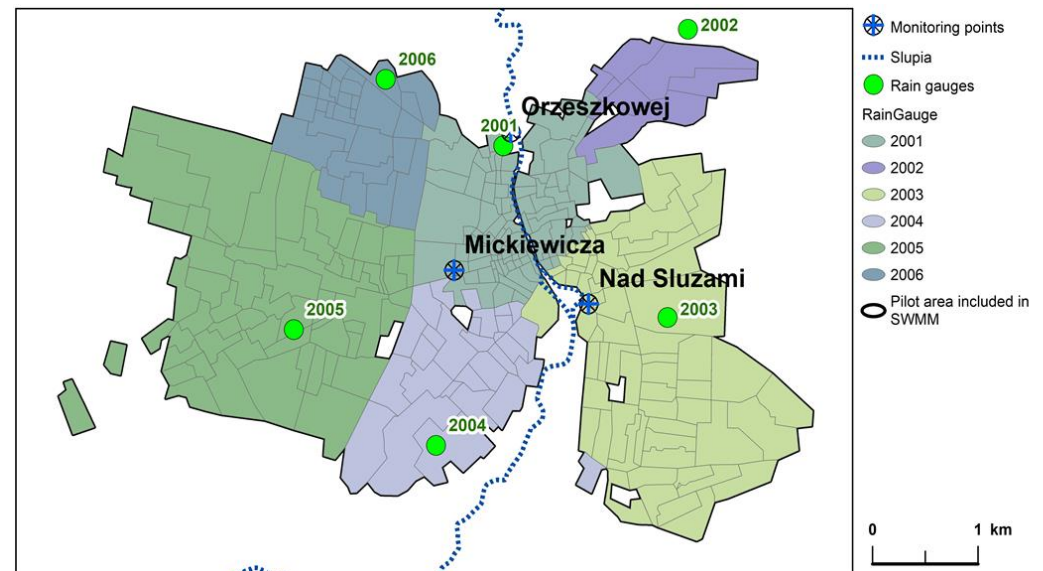 2002
2006
Orzeszkowej
2001
Mickiewicza
Nad Sluzami
2005
2003
2004
Monitoring points
Slupia
Rain gauges
RainGauge
2001
2002
2003
2004
2005
2006
Pilot area included in
SWMM
0 1 km